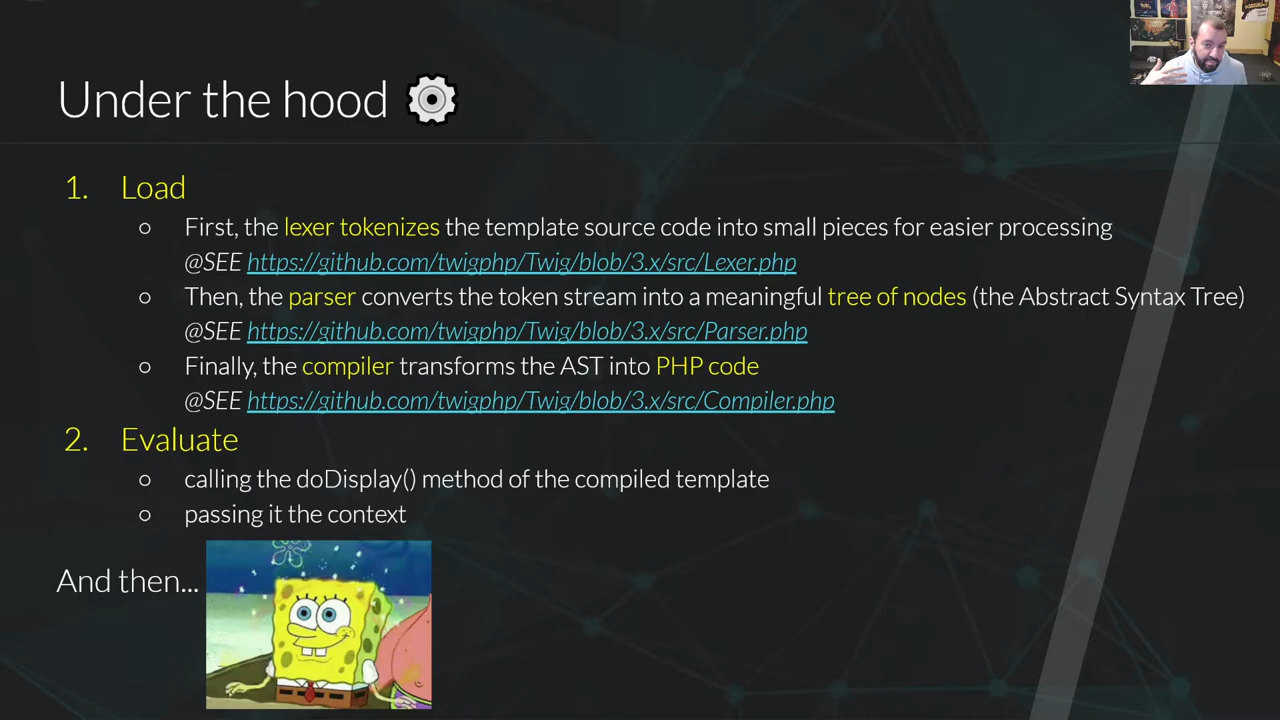 Under the hood
1. Load
○ First, the lexer tokenizes the template source code into small pieces for easier processing
@SEE https://github.com/twigphp/Twig/blob/3.x/src/Lexer.php
○ Then, the parser converts the token stream into a meaningful tree of nodes (the Abstract Syntax Tree)
@SEE https://github.com/twigphp/Twig/blob/3.x/src/Parser.php
○ Finally, the compiler transforms the AST into PHP code
@SEE https://github.com/twigphp/Twig/blob/3.x/src/Compiler.php
2. Evaluate
○ calling the doDisplay() method of the compiled template
○ passing it the context
And then...